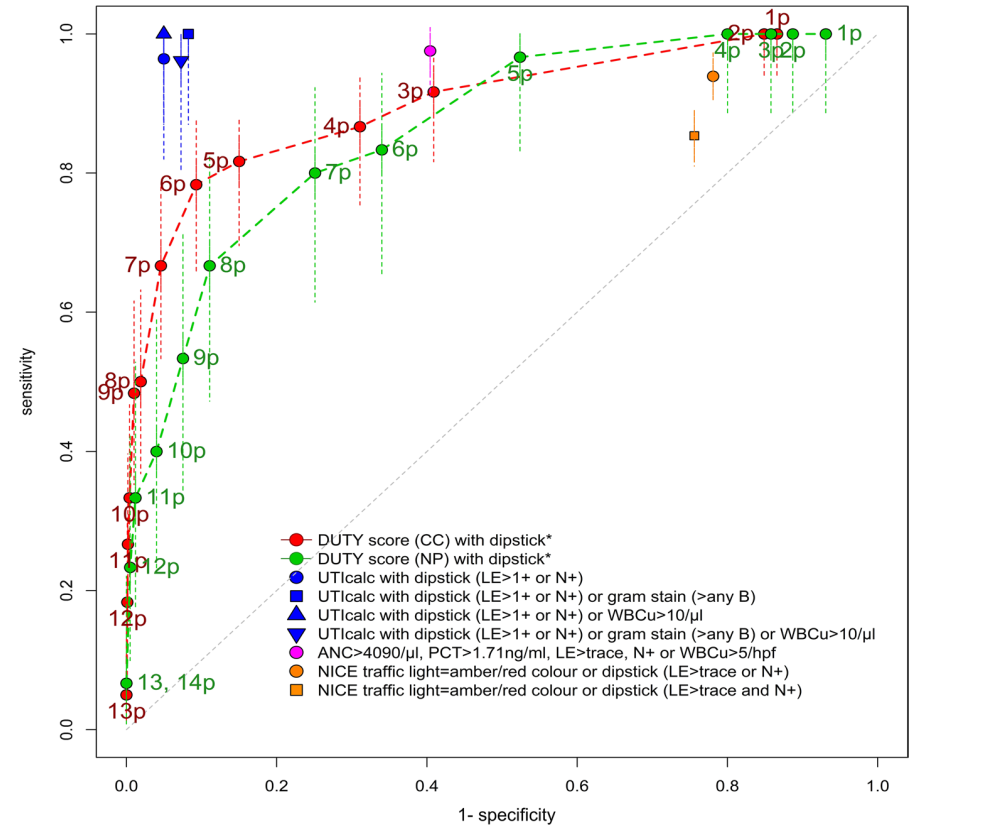 1.0
0.8
0.6
0.4
0.2
0.0
sensitivity
1p
2p
3p
4p
5p
6p
7p
8p
9p
10p
11p
12p
13p
1p
2p
3p
4p
5p
6p
7p
8p
9p
10p
11p
12p
13, 14p
DUTY score (CC) with dipstick*
DUTY score (NP) with dipstick*
UTIcalc with dipstick (LE>1+ or N+)
UTIcalc with dipstick (LE>1+ or N+) or gram stain (>any B)
UTIcalc with dipstick (LE>1+ or N+) or WBCu>10/µl
UTIcalc with dipstick (LE>1+ or N+) or gram stain (>any B) or WBCu>10/µl
ANC>4090/µl, PCT>1.71ng/ml, LE>trace, N+ or WBCu>5/hpf
NICE traffic light=amber/red colour or dipstick (LE>trace or N+)
NICE traffic light=amber/red colour or dipstick (LE>trace and N+)
0.0 0.2 0.4 0.6 0.8 1.0
1- specificity